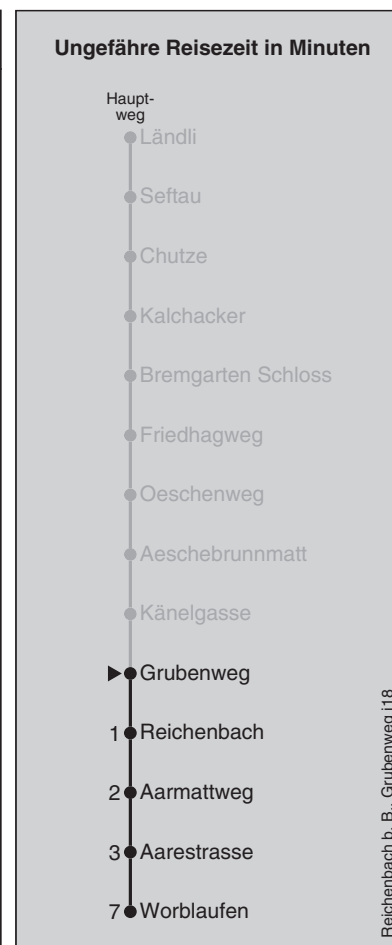 Ungefähre Reisezeit in Minuten
Haupt-
weg
Ländli
Seftau
Chutze
Kalchacker
Bremgarten Schloss
Friedhagweg
Oeschenweg
Aeschebrunnmatt
Känelgasse
Grubenweg
1 Reichenbach
2 Aarmattweg
3 Aarestrasse
7 Worblaufen
Reichenbach b. B., Grubenweg j18